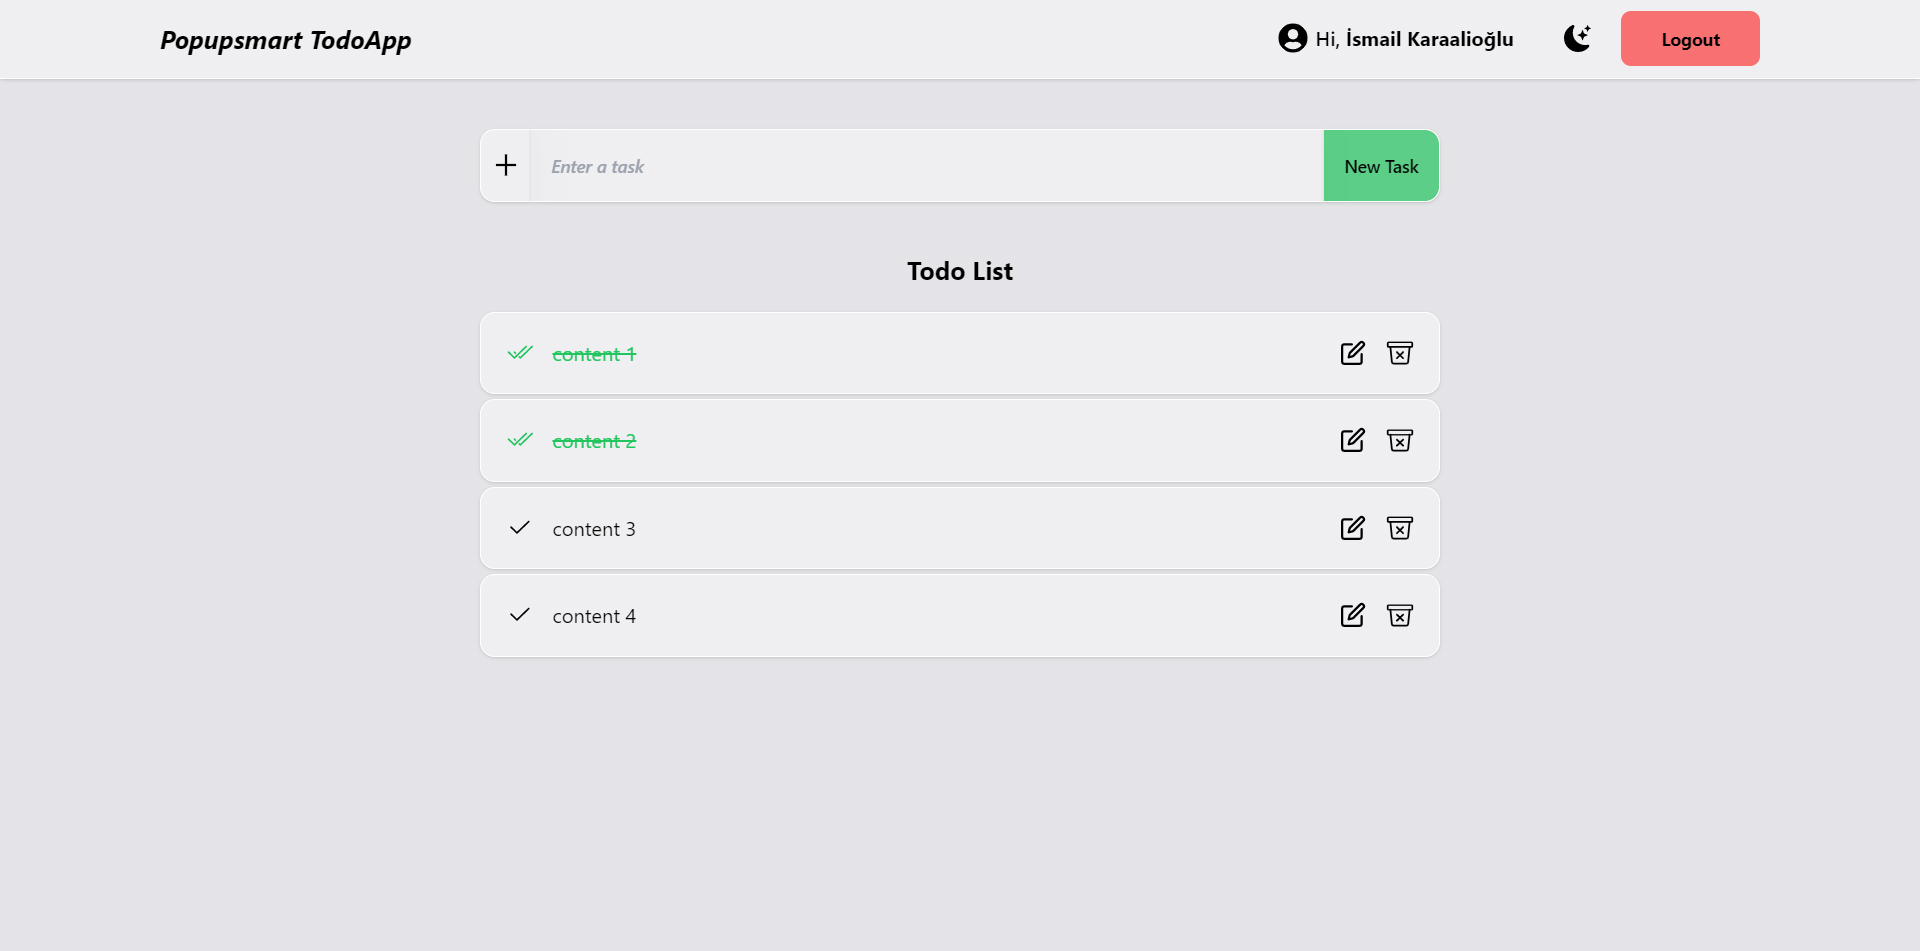 Popupsmart TodoApp
Hi, İsmail Karaalioğlu
Logout
Enter a task
New Task
Todo List
content 1
content 2
content 3
content 4